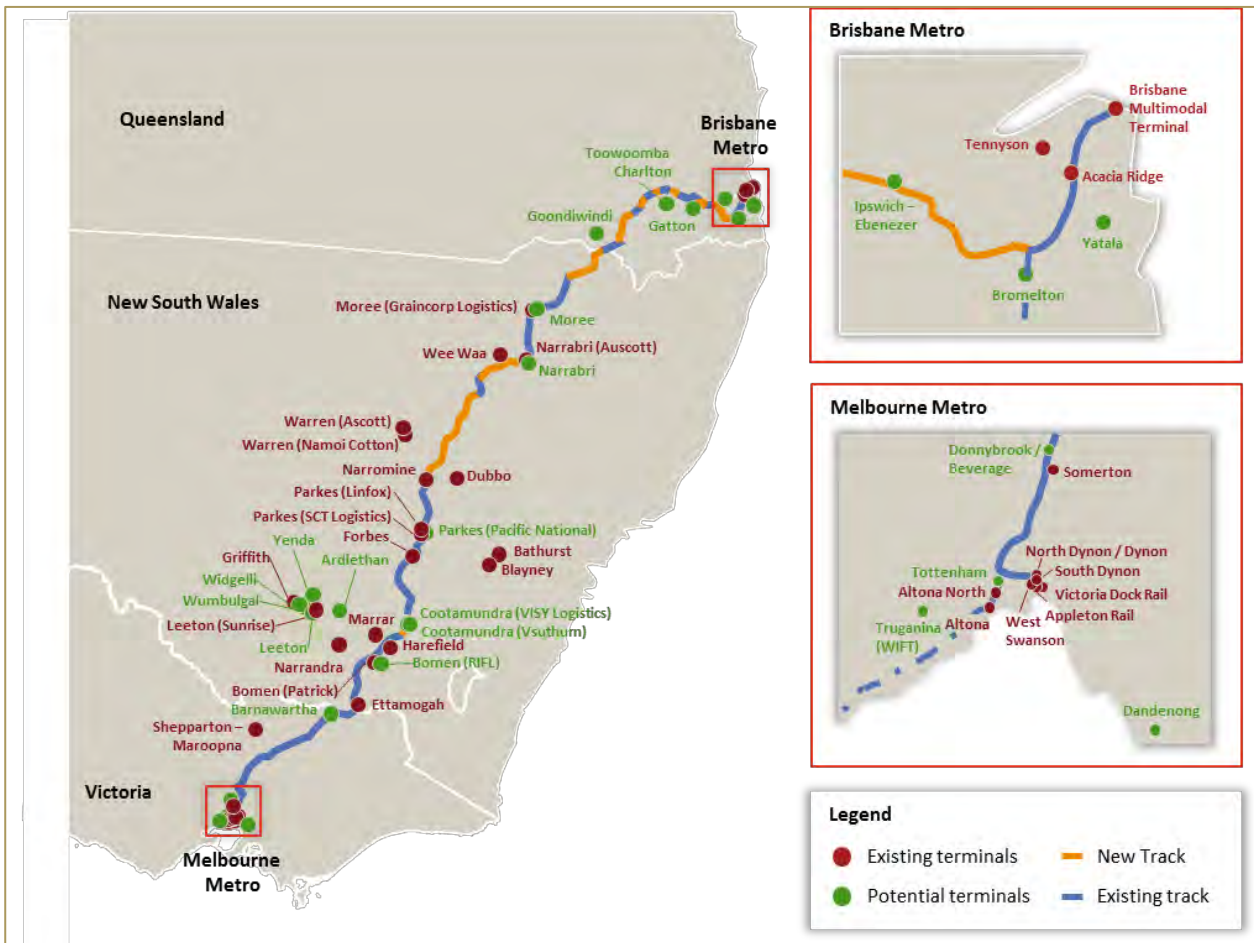 Queensland
Brisbane
Metro
Toowoomba
Charlton
Goondiwindi
Gatton
New South Wales
Moree (Graincorp Logistics)
Moree
Wee Waa
Narrabri (Auscott)
Narrabri
Warren (Ascott)
Warren (Namoi Cotton)
Narromine
Dubbo
Parkes (Linfox)
Parkes (SCT Logistics)
Parkes (Pacific National)
Forbes
Yenda
Ardlethan
Bathurst
Blayney
Griffith
Widgelli
Wumbulgal
Leeton (Sunrise)
Leeton
Marrar
Cootamundra (VISY Logistics)
Cootamundra (Vsuthum)
Harefield
Narrandra
Bomen (RIFL)
Bomen (Patrick)
Barnawartha
Ettamogah
Shepparton –
Maroopna
Victoria
Melbourne
Metro
Brisbane Metro
Brisbane
Multimodal
Terminal
Tennyson
Acacia Ridge
Ipswich –
Ebenezer
Yatala
Bromelton
Melbourne Metro
Donnybrook /
Beverage
Somerton
North Dynon / Dynon
South Dynon
Tottenham
Altona North
Victoria Dock Rail
Appleton Rail
Altona
West
Swanson
Truganina
(WIFT)
Dandenong
Legend
Existing terminals
New Track
Potential terminals
Existing track